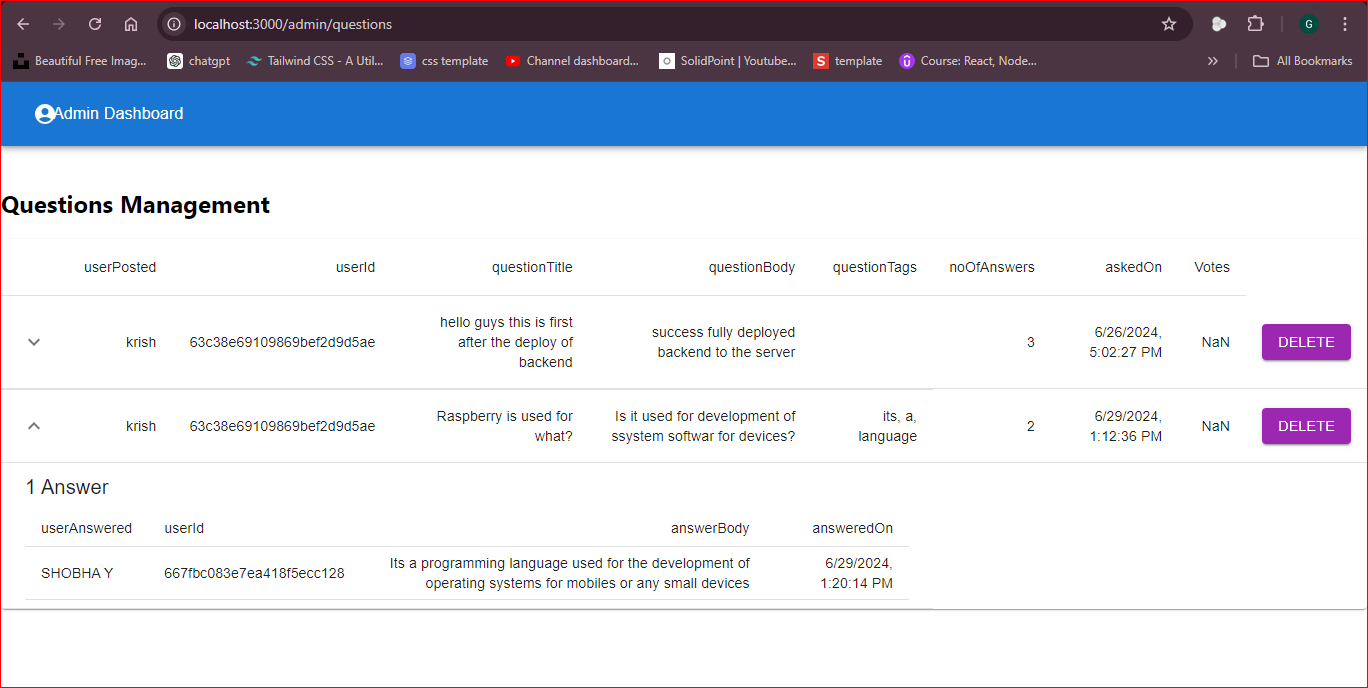 localhost:3000/admin/questions
G
Beautiful Free Imag...
chatgpt
Tailwind CSS - A Util...
css template
Channel dashboard...
SolidPoint | Youtube...
S
template
Course: React, Node...
All Bookmarks
Admin Dashboard
Questions Management
userPosted userId questionTitle questionBody questionTags noOfAnswers askedOn Votes
hello guys this is first
after the deploy of
backend
success fully deployed
backend to the server
krish 63c38e69109869bef2d9d5ae
3
6/26/2024,
5:02:27 PM
NaN
DELETE
krish 63c38e69109869bef2d9d5ae
Raspberry is used for
what?
Is it used for development of
ssystem softwar for devices?
its, a,
language
2
6/29/2024,
1:12:36 PM
NaN
DELETE
1 Answer
userAnswered userId answerBody answeredOn
SHOBHA Y 667fbc083e7ea418f5ecc128
Its a programming language used for the development of
operating systems for mobiles or any small devices
6/29/2024,
1:20:14 PM